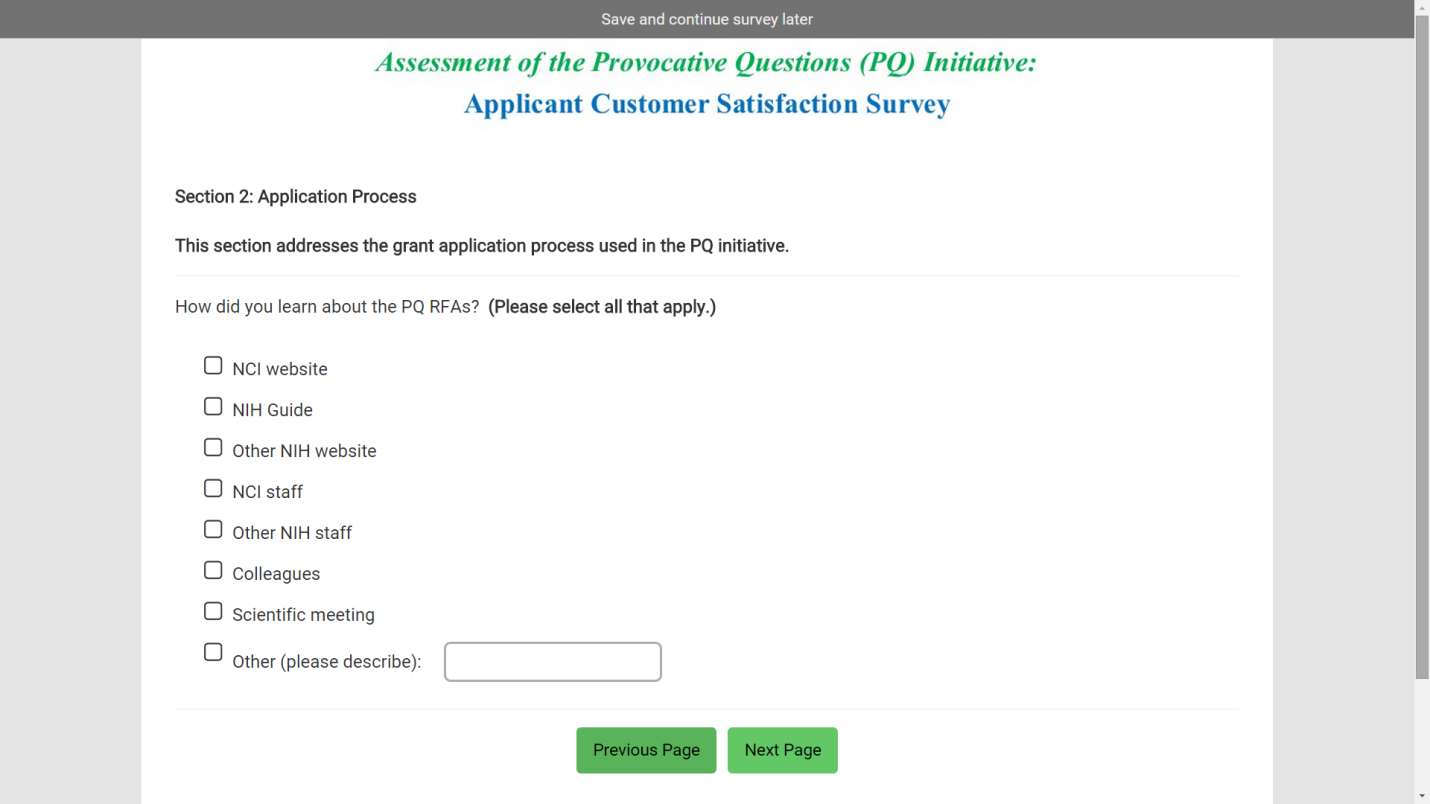 Save and continue survey later
Assessment of the Provocative Questions (PQ) Initiative:
Applicant Customer Satisfaction Survey
Section 2: Application Process
This section addresses the grant application process used in the PQ initiative.
How did you learn about the PQ RFAs?  (Please select all that apply.)
NCI website
NIH Guide
Other NIH website
NCI staff
Other NIH staff
Colleagues
Scientific meeting
Other (please describe):
Previous Page Next Page